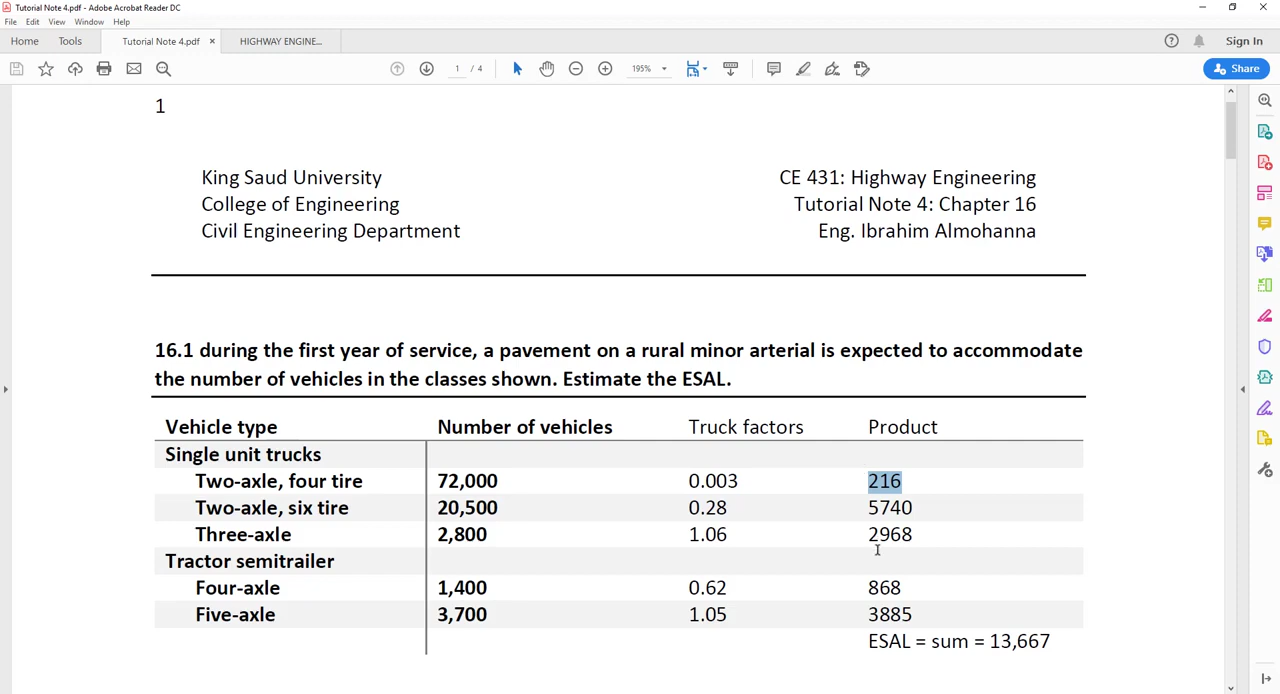 Tutorial Note 4.pdf - Adobe Acrobat Reader DC
File Edit View Window Help
Home Tools Tutorial Note 4.pdf × HIGHWAY ENGINE... Sign In
1 / 4 195% Share
1
King Saud University CE 431: Highway Engineering
College of Engineering Tutorial Note 4: Chapter 16
Civil Engineering Department Eng. Ibrahim Almohanna
16.1 during the first year of service, a pavement on a rural minor arterial is expected to accommodate
the number of vehicles in the classes shown. Estimate the ESAL.
Vehicle type Number of vehicles Truck factors Product
Single unit trucks
Two-axle, four tire 72,000 0.003 216
Two-axle, six tire 20,500 0.28 5740
Three-axle 2,800 1.06 2968
Tractor semitrailer
Four-axle 1,400 0.62 868
Five-axle 3,700 1.05 3885
ESAL = sum = 13,667